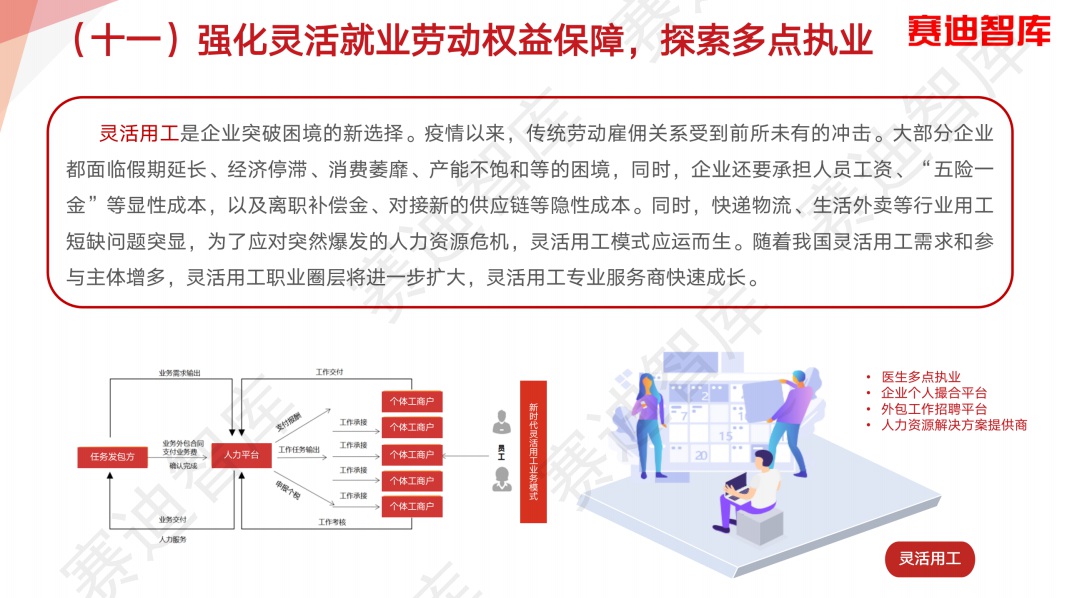 （十一）强化灵活就业劳动权益保障，探索多点执业
赛迪智库
灵活用工是企业突破困境的新选择。疫情以来，传统劳动雇佣关系受到前所未有的冲击。大部分企业
都面临假期延长、经济停滞、消费萎靡、产能不饱和等的困境，同时，企业还要承担人员工资、“五险一
金”等显性成本，以及离职补偿金、对接新的供应链等隐性成本。同时，快递物流、生活外卖等行业用工
短缺问题突显，为了应对突然爆发的人力资源危机，灵活用工模式应运而生。随着我国灵活用工需求和参
与主体增多，灵活用工职业圈层将进一步扩大，灵活用工专业服务商快速成长。
业务需求输出
工作交付
任务发包方
业务外包合同
支付业务费
确认完成
人力平台
支付报酬
工作任务输出
申报个税
工作承接
工作承接
工作承接
工作承接
个体工商户
个体工商户
个体工商户
个体工商户
个体工商户
业务交付
人力服务
工作考核
员工
新时代灵活用工业务模式
2
7
15
20
• 医生多点执业
• 企业个人撮合平台
• 外包工作招聘平台
• 人力资源解决方案提供商
灵活用工
赛迪智库
赛迪智库
赛迪智库